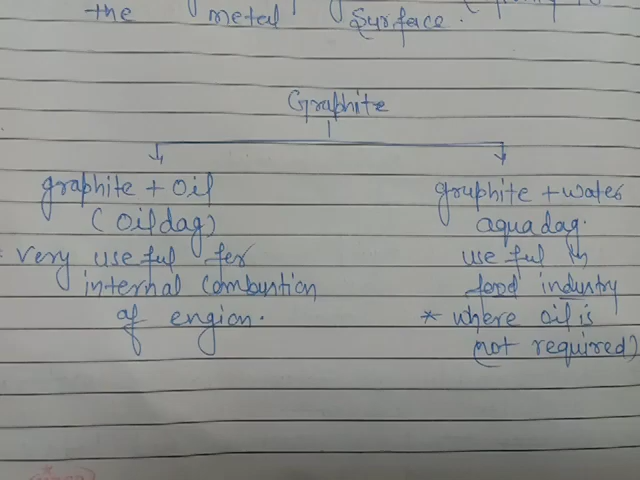 the metal surface.
Graphite
graphite + oil
(oildag)
very useful for
internal combustion
of engion.
graphite + water
aquadag.
useful in
food industry
* where oil is
not required)